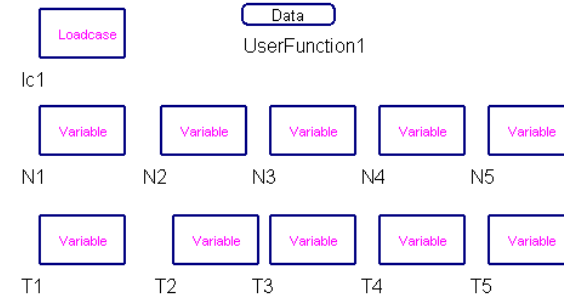 Data
Loadcase
UserFunction1
lc1
Variable Variable Variable Variable Variable
N1 N2 N3 N4 N5
Variable Variable Variable Variable Variable
T1 T2 T3 T4 T5